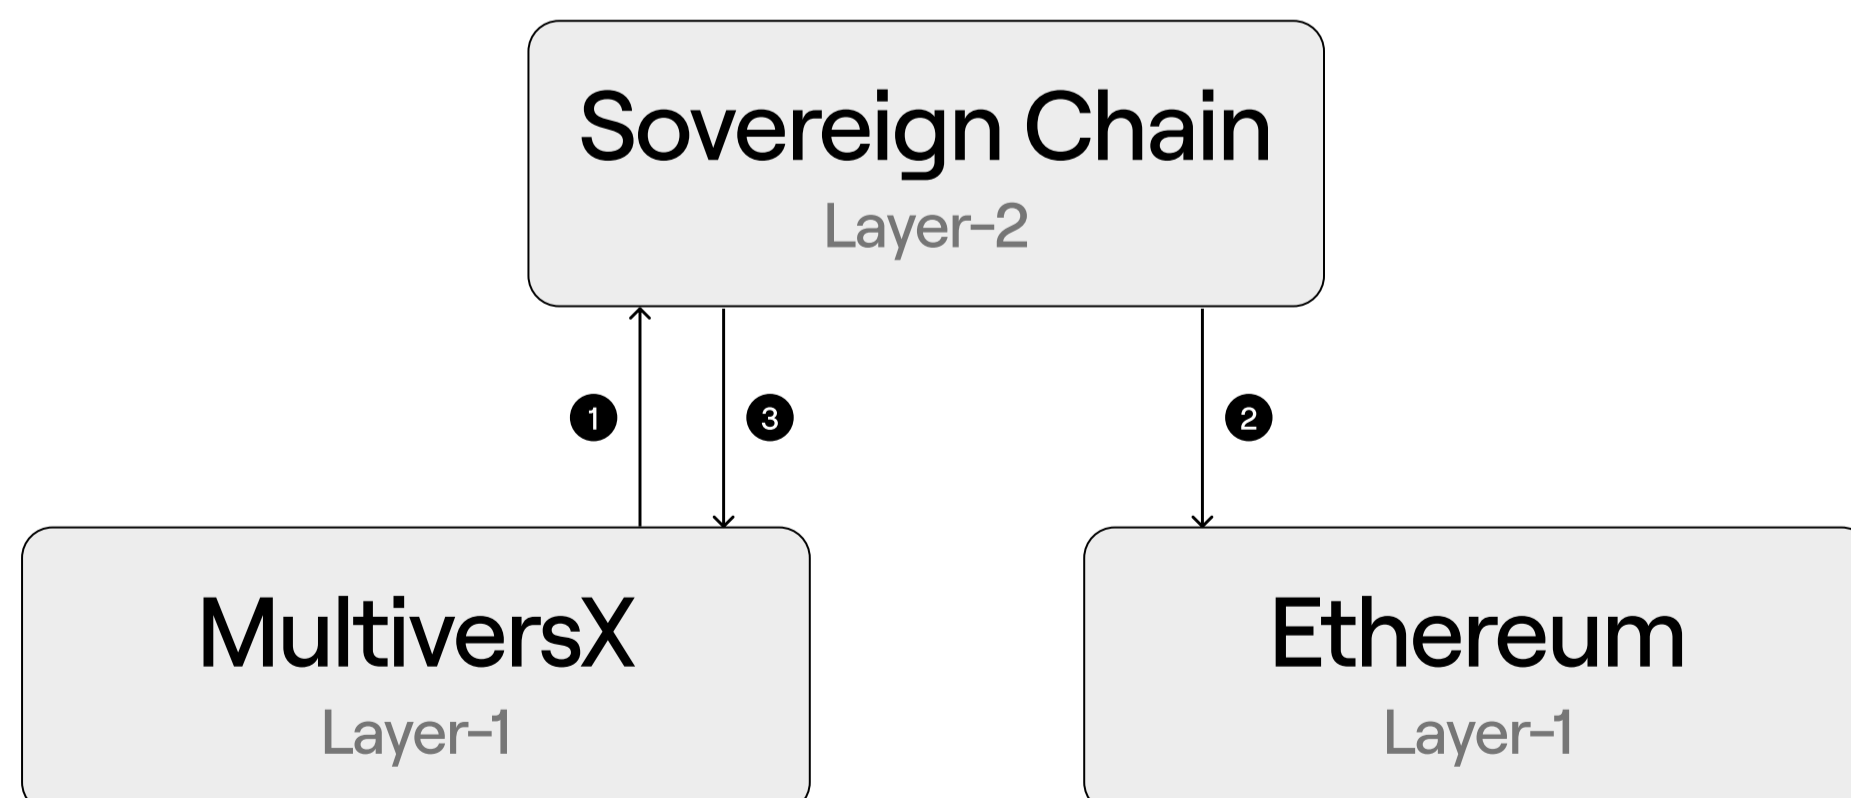 Sovereign Chain
Layer-2
1
3
2
MultiversX
Layer-1
Ethereum
Layer-1